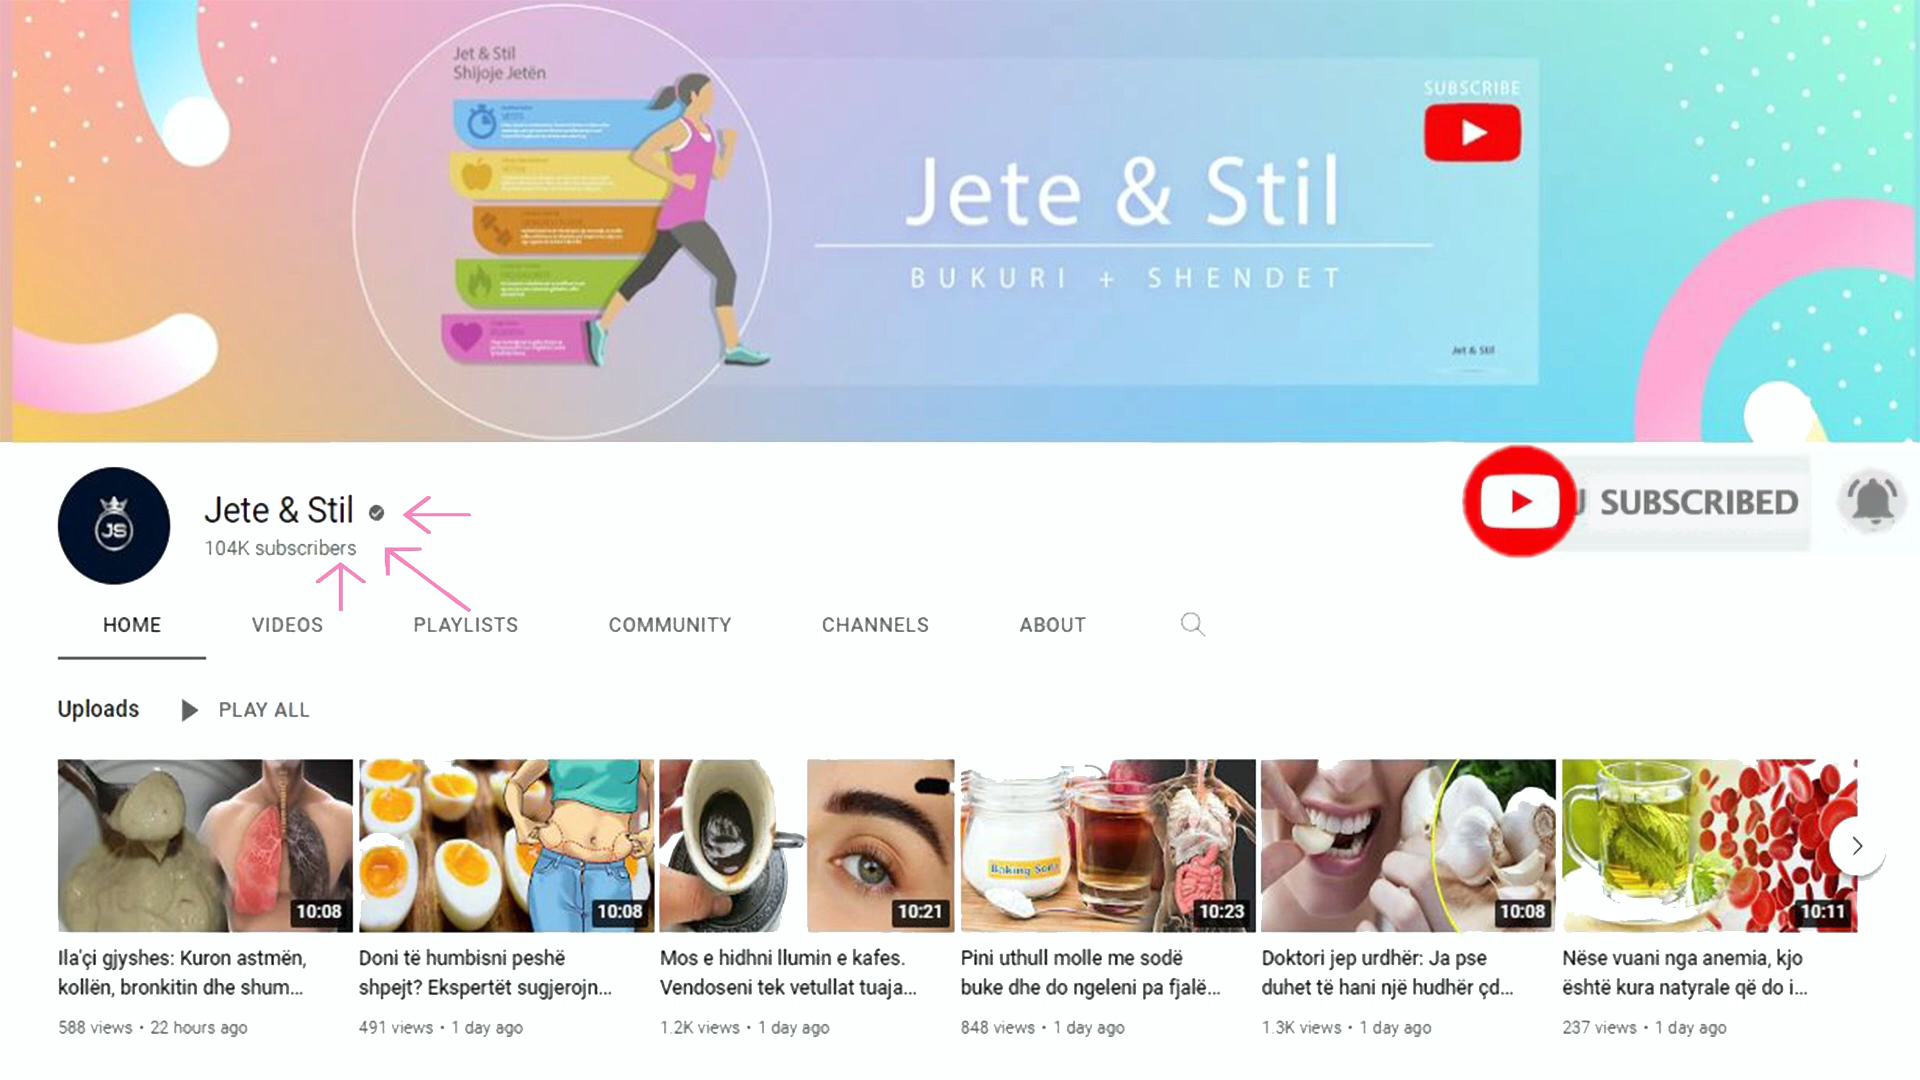 Jet & Stil
Shijoje Jetën
SUBSCRIBE
Jete & Stil
BUKURI + SHENDET
Jet & Stil
JS
Jete & Stil
104K subscribers
SUBSCRIBED
HOME VIDEOS PLAYLISTS COMMUNITY CHANNELS ABOUT
Uploads PLAY ALL
Baking Soda
10:08 10:08 10:21 10:23 10:08 10:11
Ila'çi gjyshes: Kuron astmën,
kollën, bronkitin dhe shum...
588 views • 22 hours ago
Doni të humbisni peshë
shpejt? Ekspertët sugjerojn...
491 views • 1 day ago
Mos e hidhni llumin e kafes.
Vendoseni tek vetullat tuaja...
1.2K views • 1 day ago
Pini uthull molle me sodë
buke dhe do ngeleni pa fjalë...
848 views • 1 day ago
Doktori jep urdhër: Ja pse
duhet të hani një hudhër çd...
1.3K views • 1 day ago
Nëse vuani nga anemia, kjo
është kura natyrale që do i...
237 views • 1 day ago